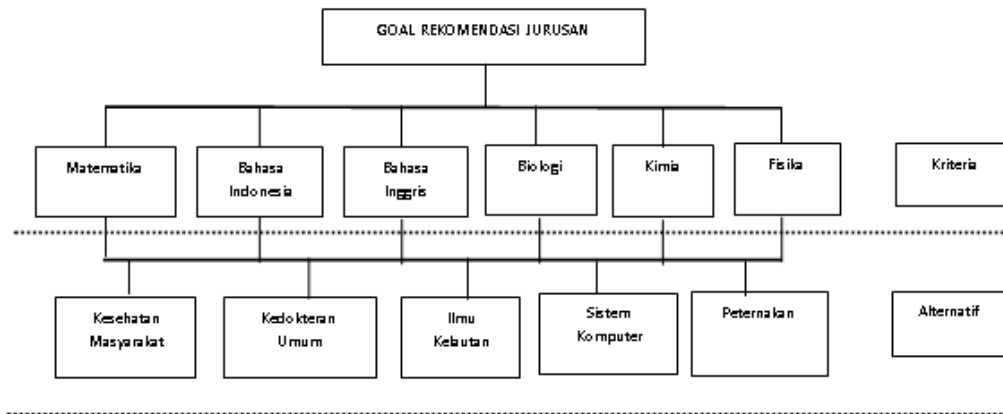 GOAL REKOMENDASI JURUSAN
Matematika
Bahasa
Indonesia
Bahasa
Inggris
Biologi
Kimia
Fisika
Kriteria
Kesehatan
Masyarakat
Kedokteran
Umum
Ilmu
Kelautan
Sistem
Komputer
Peternakan
Alternatif